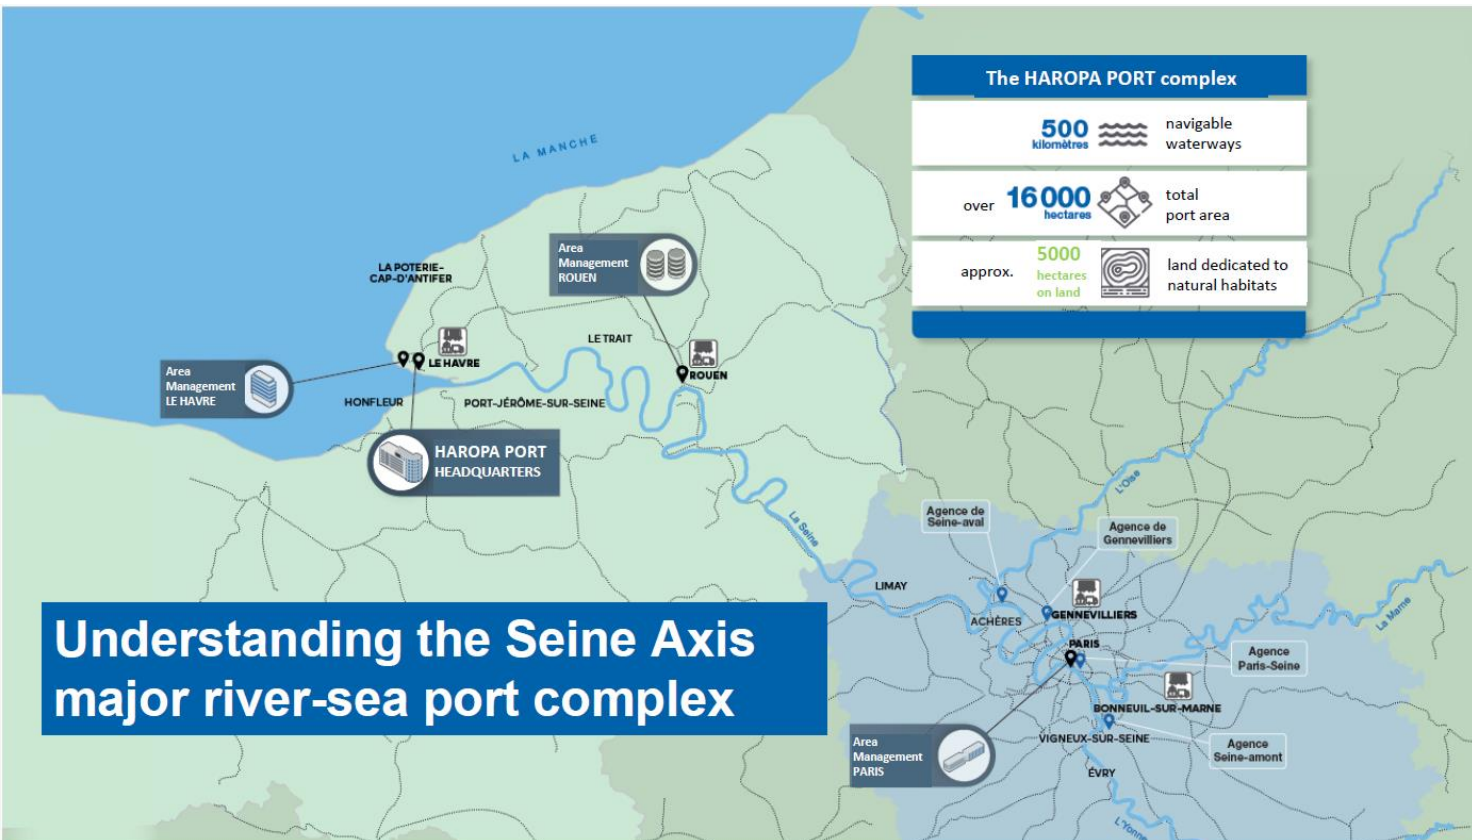 The HAROPA PORT complex
500
kilomètres
navigable
waterways
over
16 000
hectares
total
port area
approx.
5000
hectares
on land
land dedicated to
natural habitats
LA MANCHE
Area
Management
ROUEN
LA POTERIE-
CAP-D'ANTIFER
LE TRAIT
LE HAVRE
ROUEN
Area
Management
LE HAVRE
HONFLEUR
PORT-JÉRÔME-SUR-SEINE
HAROPA PORT
HEADQUARTERS
L'Oise
La Seine
Agence de
Seine-aval
Agence de
Gennevilliers
LIMAY
ACHÈRES
GENNEVILLIERS
La Marne
PARIS
Agence
Paris-Seine
BONNEUIL-SUR-MARNE
VIGNEUX-SUR-SEINE
Agence
Seine-amont
Area
Management
PARIS
ÉVRY
L'Yonne
Understanding the Seine Axis
major river-sea port complex